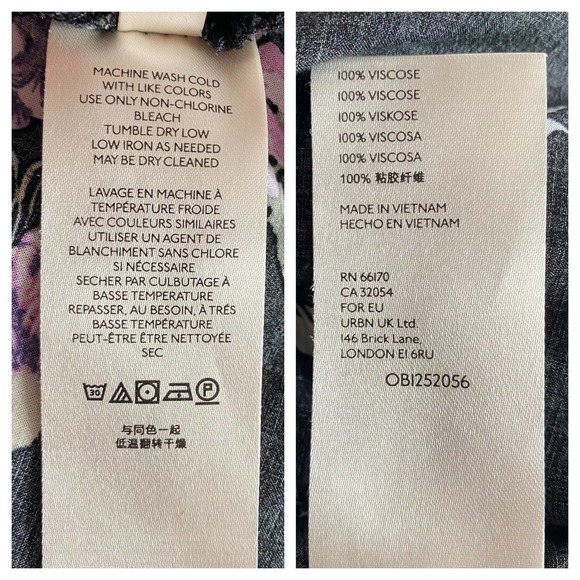 MACHINE WASH COLD
WITH LIKE COLORS
USE ONLY NON-CHLORINE
BLEACH
TUMBLE DRY LOW
LOW IRON AS NEEDED
MAY BE DRY CLEANED
LAVAGE EN MACHINE À
TEMPÉRATURE FROIDE
AVEC COULEURS SIMILAIRES
UTILISER UN AGENT DE
BLANCHIMENT SANS CHLORE
SI NÉCESSAIRE
SECHER PAR CULBUTAGE À
BASSE TEMPERATURE
REPASSER, AU BESOIN, À TRÉS
BASSE TEMPÉRATURE
PEUT-ÊTRE ÊTRE NETTOYÉE
SEC
30 P
与同色一起
低温翻转干燥
100% VISCOSE
100% VISCOSE
100% VISKOSE
100% VISCOSA
100% VISCOSA
100% 粘胶纤维
MADE IN VIETNAM
HECHO EN VIETNAM
RN 66170
CA 32054
FOR EU
URBN UK Ltd.
146 Brick Lane,
LONDON E1 6RU
OB1252056